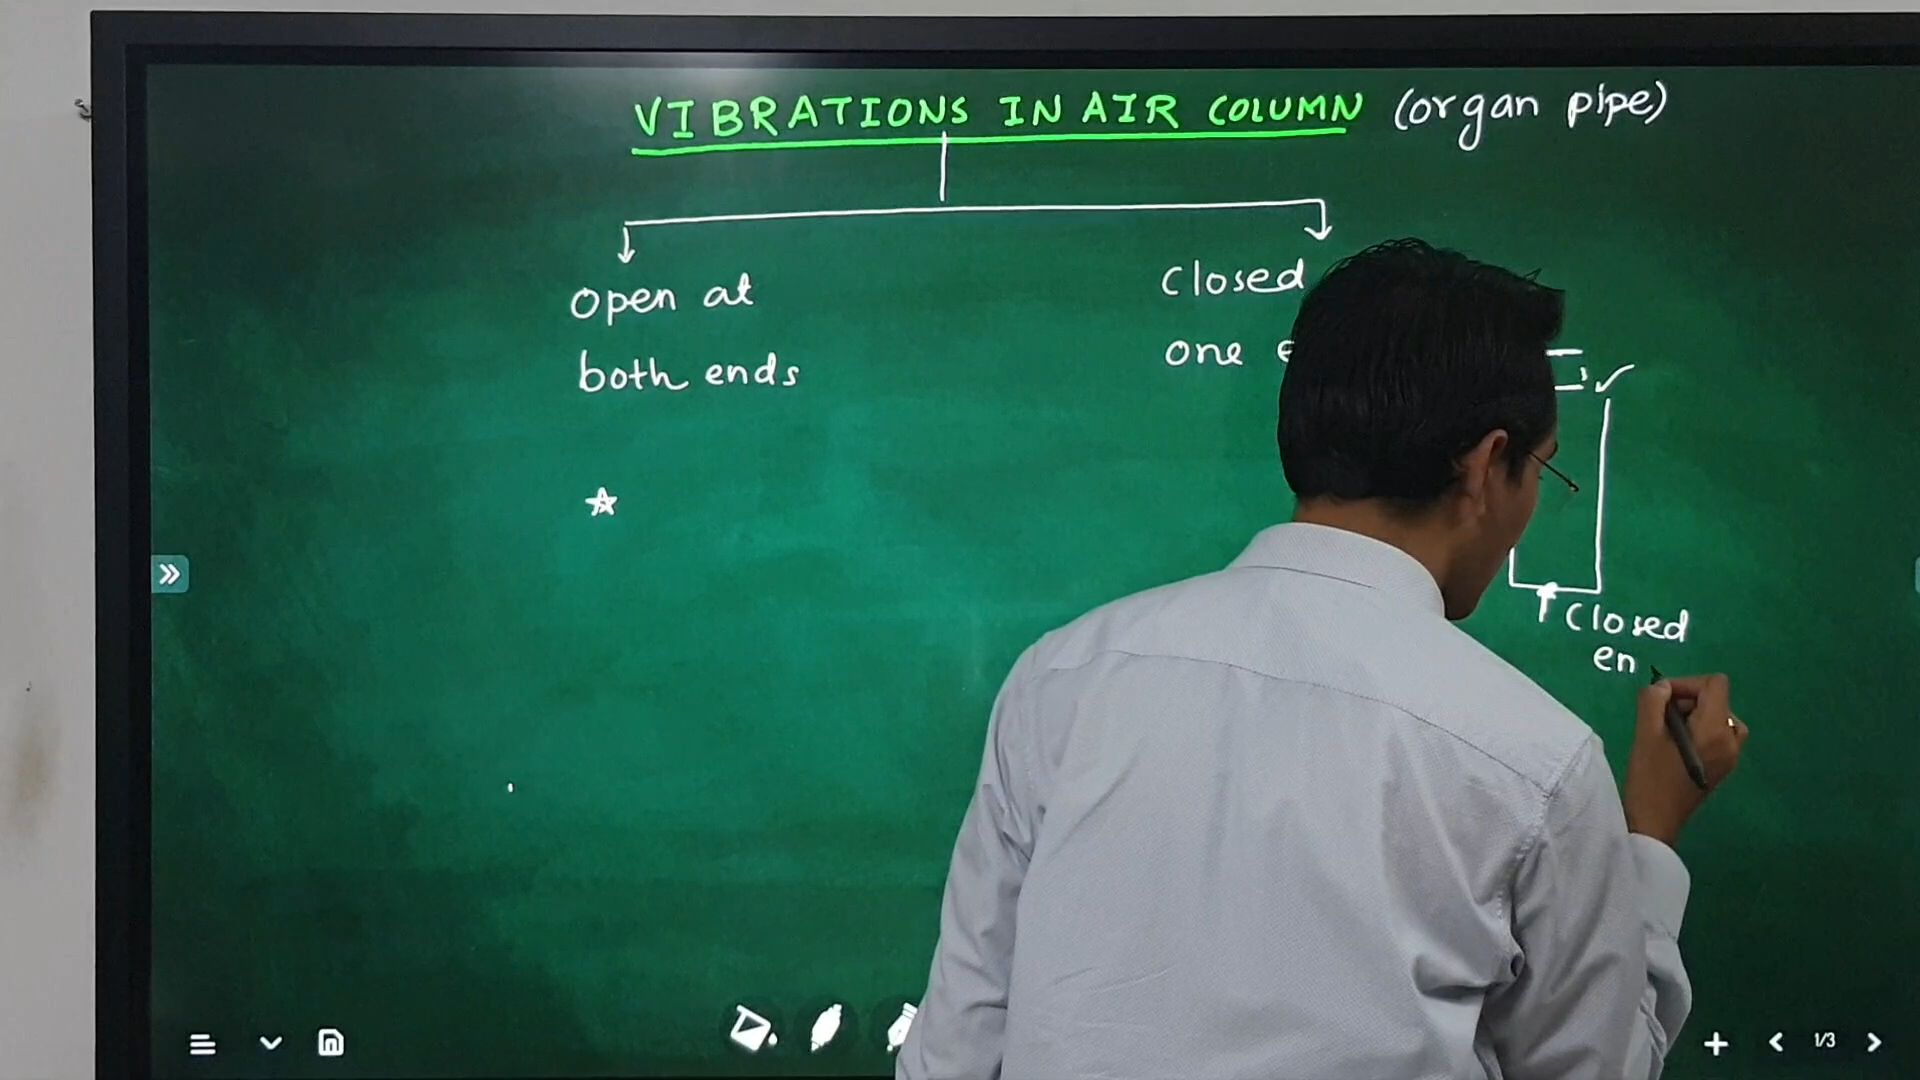 VIBRATIONS IN AIR COLUMN (organ pipe)
Open at
both ends
Closed
one
Closed
en
1/3